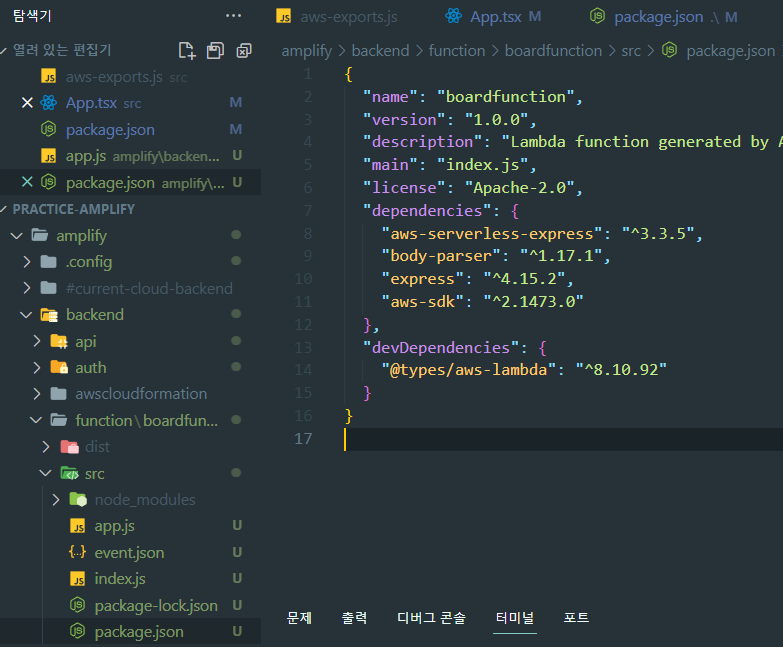 탐색기 ···
열려 있는 편집기
JS aws-exports.js src
App.tsx src M
package.json M
JS app.js amplify\backen... U
package.json amplify\... U
PRACTICE-AMPLIFY
amplify
.config
#current-cloud-backend
backend
api
auth
awscloudformation
function\boardfun...
dist
src
node_modules
JS app.js U
{..} event.json U
JS index.js U
package-lock.json U
package.json U
JS aws-exports.js App.tsx M package.json .\ M
amplify > backend > function > boardfunction > src > package.json
1 {
2 "name": "boardfunction",
3 "version": "1.0.0",
4 "description": "Lambda function generated by A
5 "main": "index.js",
6 "license": "Apache-2.0",
7 "dependencies": {
8 "aws-serverless-express": "^3.3.5",
9 "body-parser": "^1.17.1",
10 "express": "^4.15.2",
11 "aws-sdk": "^2.1473.0"
12 },
13 "devDependencies": {
14 "@types/aws-lambda": "^8.10.92"
15 }
16 }
17
문제 출력 디버그 콘솔 터미널 포트